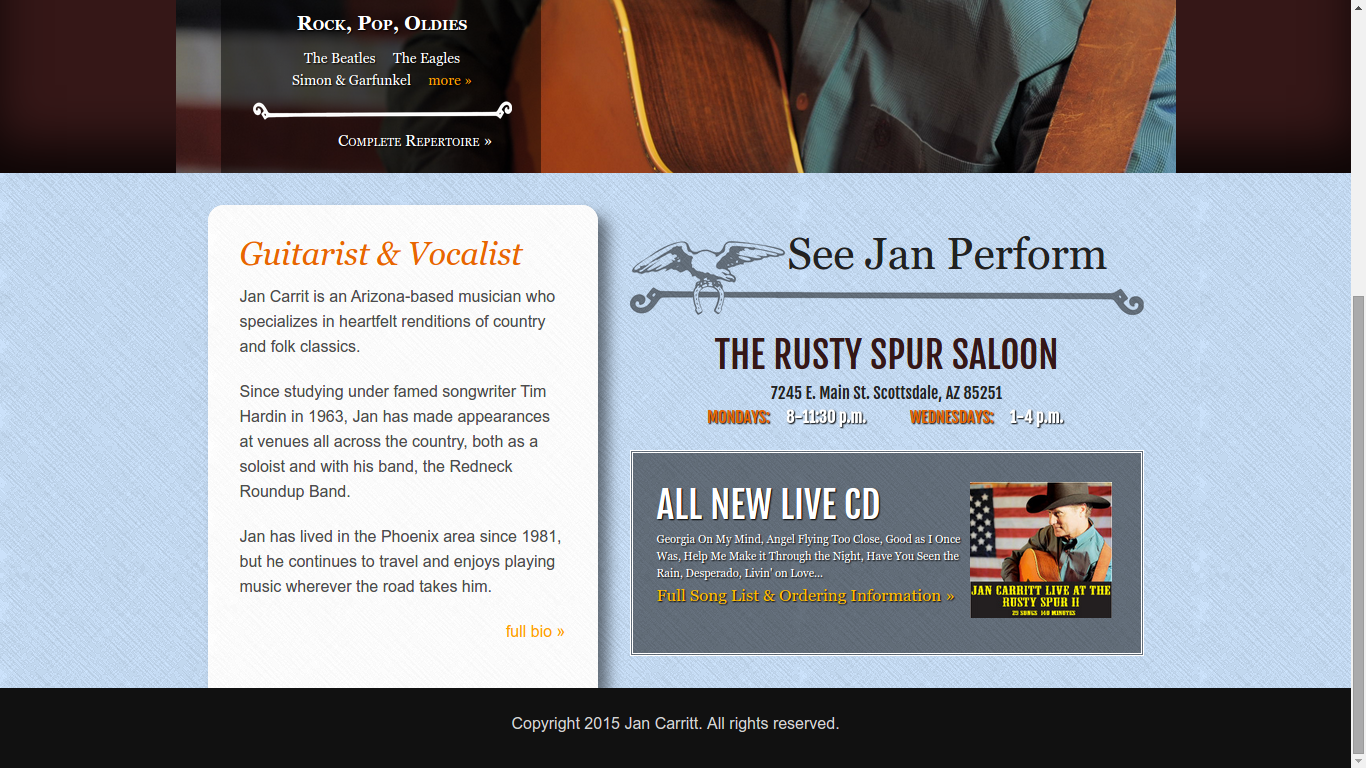 Rock, Pop, Oldies
The Beatles The Eagles
Simon & Garfunkel more »
Complete Repertoire »
Guitarist & Vocalist
Jan Carrit is an Arizona-based musician who
specializes in heartfelt renditions of country
and folk classics.
Since studying under famed songwriter Tim
Hardin in 1963, Jan has made appearances
at venues all across the country, both as a
soloist and with his band, the Redneck
Roundup Band.
Jan has lived in the Phoenix area since 1981,
but he continues to travel and enjoys playing
music wherever the road takes him.
full bio »
See Jan Perform
THE RUSTY SPUR SALOON
7245 E. Main St. Scottsdale, AZ 85251
MONDAYS: 8-11:30 p.m. WEDNESDAYS: 1-4 p.m.
ALL NEW LIVE CD
Georgia On My Mind, Angel Flying Too Close, Good as I Once
Was, Help Me Make it Through the Night, Have You Seen the
Rain, Desperado, Livin' on Love...
Full Song List & Ordering Information »
JAN CARRITT LIVE AT THE
RUSTY SPUR II
29 SONGS 140 MINUTES
Copyright 2015 Jan Carritt. All rights reserved.